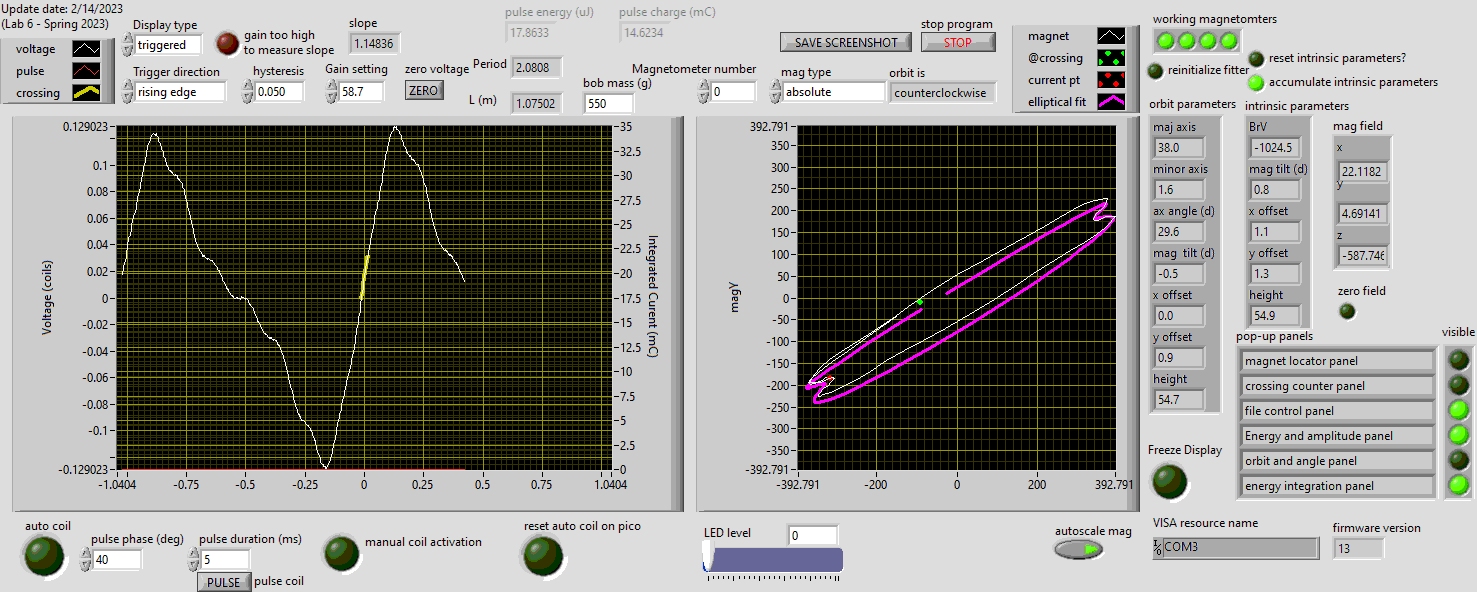 Update date: 2/14/2023
(Lab 6 - Spring 2023)
voltage
pulse
crossing
Display type
triggered
gain too high
to measure slope
slope
1.14836
Trigger direction
rising edge
hysteresis
0.050
Gain setting
58.7
zero voltage
ZERO
pulse energy (uJ)
17.8633
pulse charge (mC)
14.6234
Period
2.0808
L (m)
1.07502
bob mass (g)
550
SAVE SCREENSHOT
stop program
STOP
Magnetometer number
0
mag type
absolute
orbit is
counterclockwise
magnet
@crossing
current pt
elliptical fit
working magnetomters
reinitialize fitter
reset intrinsic parameters?
accumulate intrinsic parameters
orbit parameters
maj axis
38.0
minor axis
1.6
ax angle (d)
29.6
mag tilt (d)
-0.5
x offset
0.0
y offset
0.9
height
54.7
intrinsic parameters
BrV
-1024.5
mag tilt (d)
0.8
x offset
1.1
y offset
1.3
height
54.9
mag field
x
22.1182
y
4.69141
z
-587.746
zero field
Voltage (coils)
0.129023
0.1
0.08
0.06
0.04
0.02
0
-0.02
-0.04
-0.06
-0.08
-0.1
-0.129023
-1.0404
-0.75
-0.5
-0.25
0
0.25
0.5
0.75
1.0404
35
32.5
30
27.5
25
22.5
20
17.5
15
12.5
10
7.5
5
2.5
0
Integrated Current (mC)
magY
392.791
350
300
250
200
150
100
50
0
-50
-100
-150
-200
-250
-300
-350
-392.791
-392.791
-200
0
200
392.791
pop-up panels
visible
magnet locator panel
crossing counter panel
file control panel
Energy and amplitude panel
orbit and angle panel
energy integration panel
Freeze Display
auto coil
pulse phase (deg)
40
pulse duration (ms)
5
PULSE
pulse coil
manual coil activation
reset auto coil on pico
LED level
0
autoscale mag
VISA resource name
COM3
firmware version
13